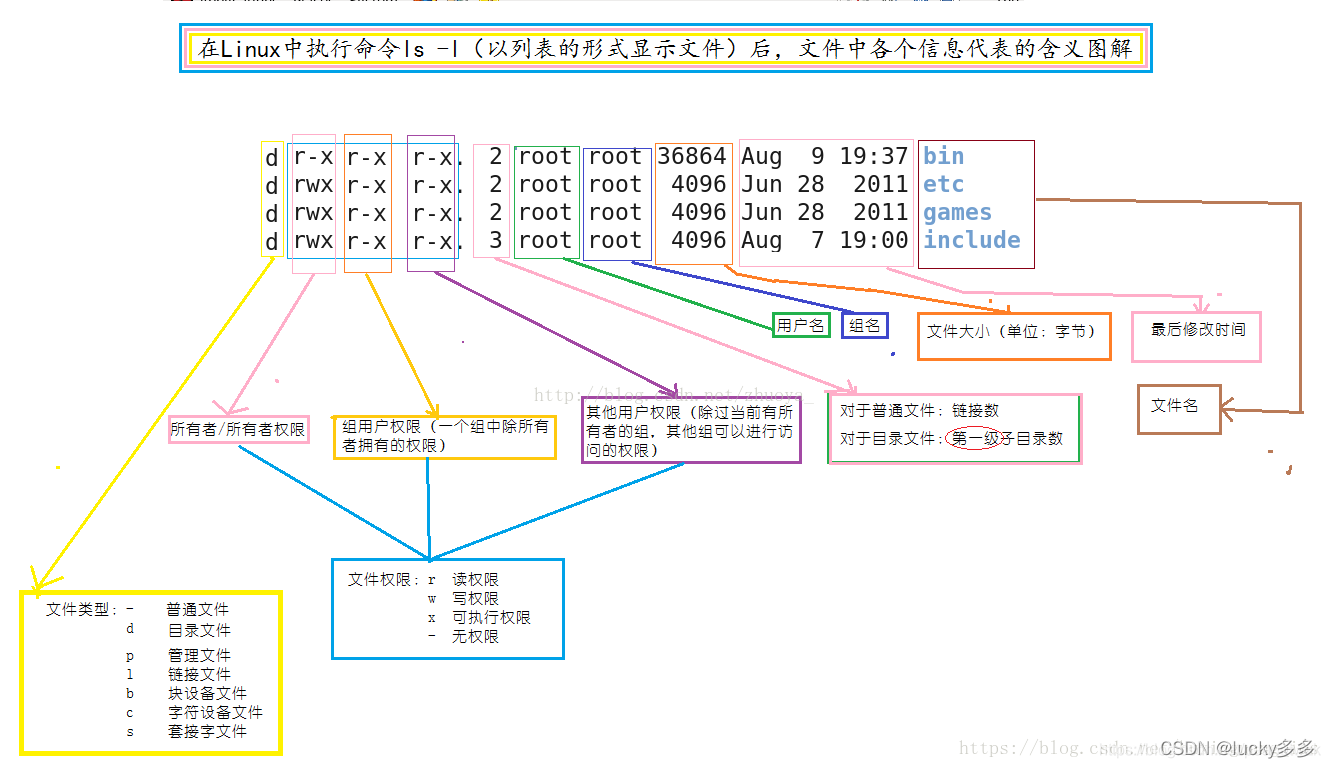 在Linux中执行命令ls -l（以列表的形式显示文件）后，文件中各个信息代表的含义图解
d r-x r-x r-x. 2 root root 36864 Aug 9 19:37 bin
d rwx r-x r-x. 2 root root 4096 Jun 28 2011 etc
d rwx r-x r-x. 2 root root 4096 Jun 28 2011 games
d rwx r-x r-x. 3 root root 4096 Aug 7 19:00 include
用户名
组名
文件大小（单位：字节）
最后修改时间
http://blog.csdn.net/zhuoya_
所有者/所有者权限
组用户权限（一个组中除所有
者拥有的权限）
其他用户权限（除过当前有所
有者的组，其他组可以进行访
问的权限）
对于普通文件：链接数
对于目录文件：第一级子目录数
文件名
文件权限：r 读权限
w 写权限
x 可执行权限
- 无权限
文件类型：- 普通文件
d 目录文件
p 管理文件
l 链接文件
b 块设备文件
c 字符设备文件
s 套接字文件
https://blog.csdn.
CSDN @lucky多多